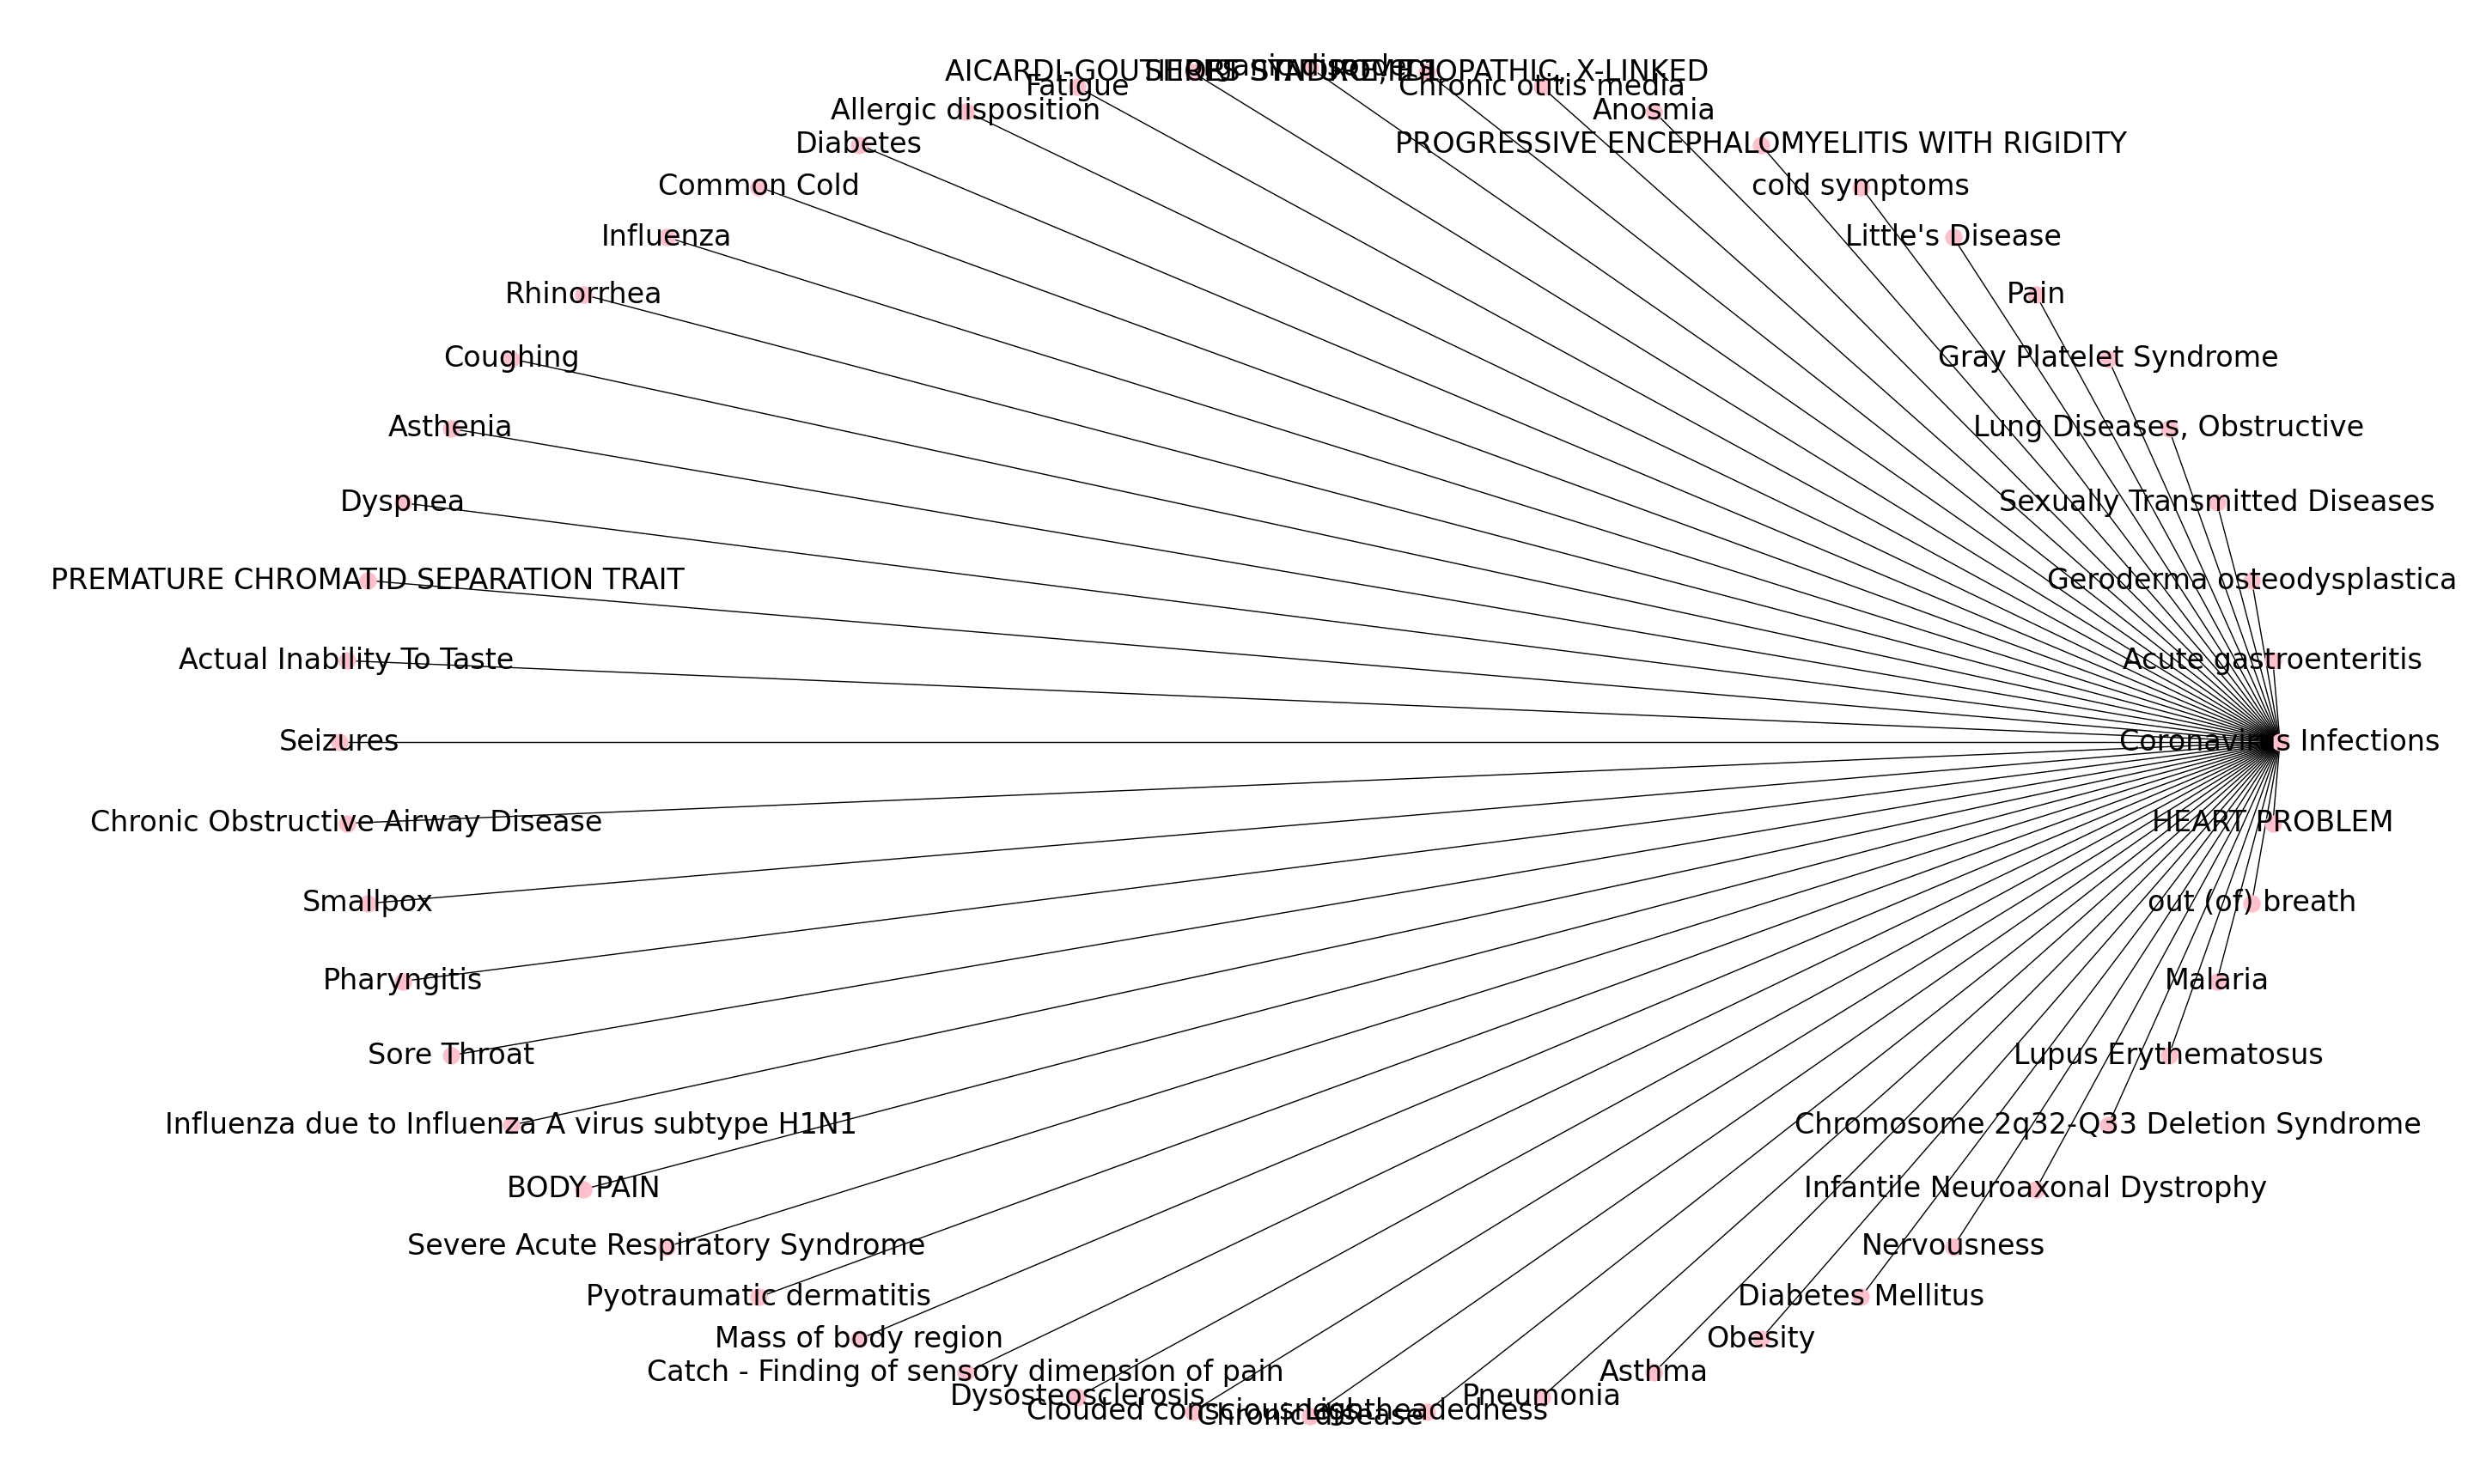 AICARDI-GOUTIERES SYNDROME 1
IDIOPATHIC, X-LINKED
Fatigue
Chronic otitis media
Allergic disposition
Anosmia
Diabetes
PROGRESSIVE ENCEPHALOMYELITIS WITH RIGIDITY
Common Cold
cold symptoms
Influenza
Little's Disease
Rhinorrhea
Pain
Coughing
Gray Platelet Syndrome
Asthenia
Lung Diseases, Obstructive
Dyspnea
Sexually Transmitted Diseases
PREMATURE CHROMATID SEPARATION TRAIT
Geroderma osteodysplastica
Actual Inability To Taste
Acute gastroenteritis
Seizures
Coronavirus Infections
Chronic Obstructive Airway Disease
HEART PROBLEM
Smallpox
out (of) breath
Pharyngitis
Malaria
Sore Throat
Lupus Erythematosus
Influenza due to Influenza A virus subtype H1N1
Chromosome 2q32-Q33 Deletion Syndrome
BODY PAIN
Infantile Neuroaxonal Dystrophy
Severe Acute Respiratory Syndrome
Nervousness
Pyotraumatic dermatitis
Diabetes Mellitus
Mass of body region
Obesity
Catch - Finding of sensory dimension of pain
Asthma
Dysosteosclerosis
Pneumonia
Clouded consciousness
Lightheadedness
Chronic disease